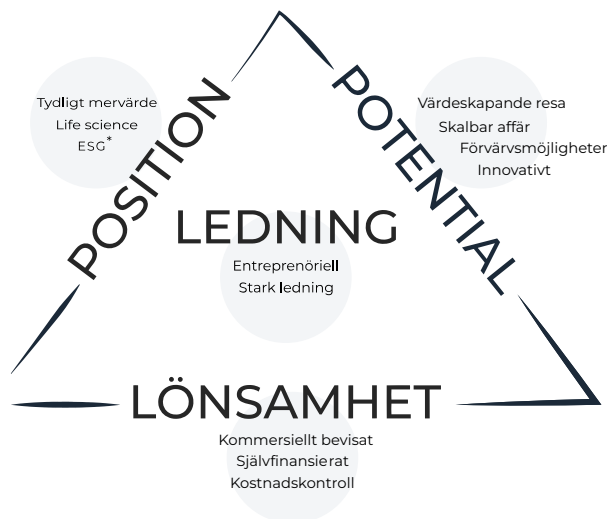 POSITION
Tydligt mervärde
Life science
ESG*
POTENTIAL
Värdeskapande resa
Skalbar affär
Förvärvsmöjligheter
Innovativt
LEDNING
Entreprenöriell
Stark ledning
LÖNSAMHET
Kommersiellt bevisat
Självfinansierat
Kostnadskontroll